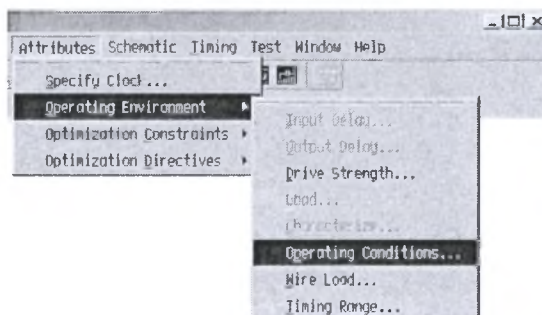 Attributes Schematic Timing Test Window Help
Specify Clock...
Operating Environment
Optimization Constraints
Optimization Directives
Input Delay...
Output Delay...
Drive Strength...
Load...
Characterize...
Operating Conditions...
Wire Load...
Timing Range...